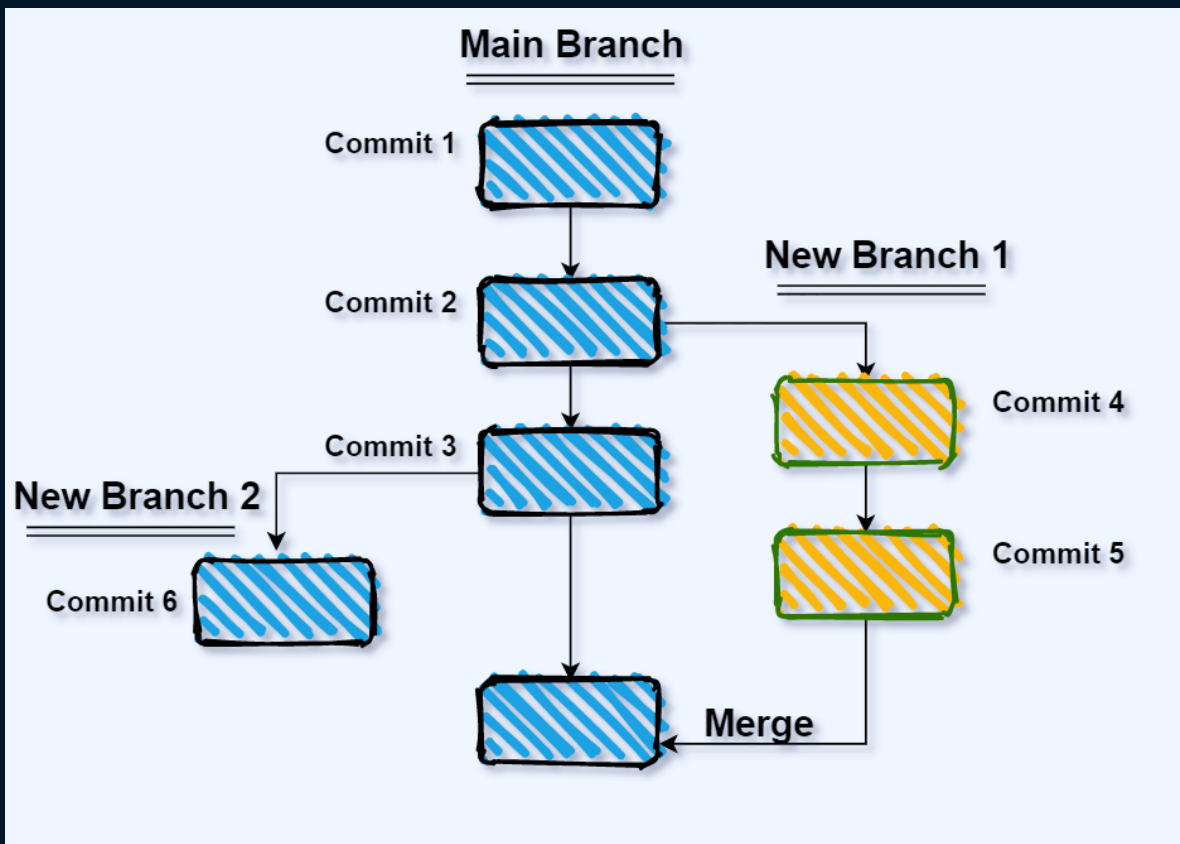 Main Branch
Commit 1
Commit 2
New Branch 1
Commit 4
Commit 3
New Branch 2
Commit 5
Commit 6
Merge